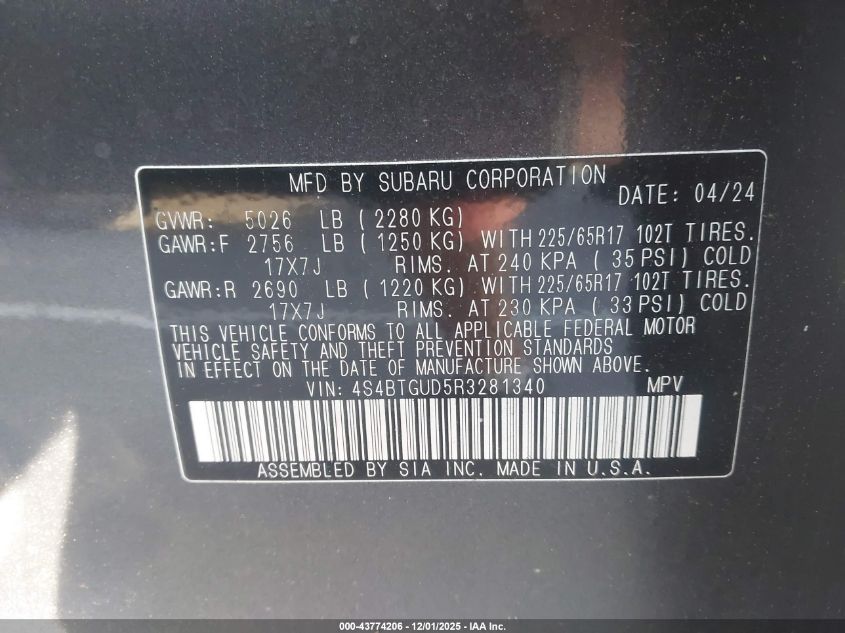 MFD BY SUBARU CORPORATION DATE: 04/24
GVWR: 5026 LB ( 2280 KG)
GAWR:F 2756 LB ( 1250 KG) WITH 225/65R17 102T TIRES.
17X7J RIMS. AT 240 KPA ( 35 PSI) COLD
GAWR:R 2690 LB ( 1220 KG) WITH 225/65R17 102T TIRES.
17X7J RIMS. AT 230 KPA ( 33 PSI) COLD
THIS VEHICLE CONFORMS TO ALL APPLICABLE FEDERAL MOTOR
VEHICLE SAFETY AND THEFT PREVENTION STANDARDS
IN EFFECT ON THE DATE OF MANUFACTURE SHOWN ABOVE.
VIN: 4S4BTGUD5R3281340 MPV
ASSEMBLED BY SIA INC. MADE IN U.S.A.
000-43774206 - 12/01/2025 - IAA Inc.